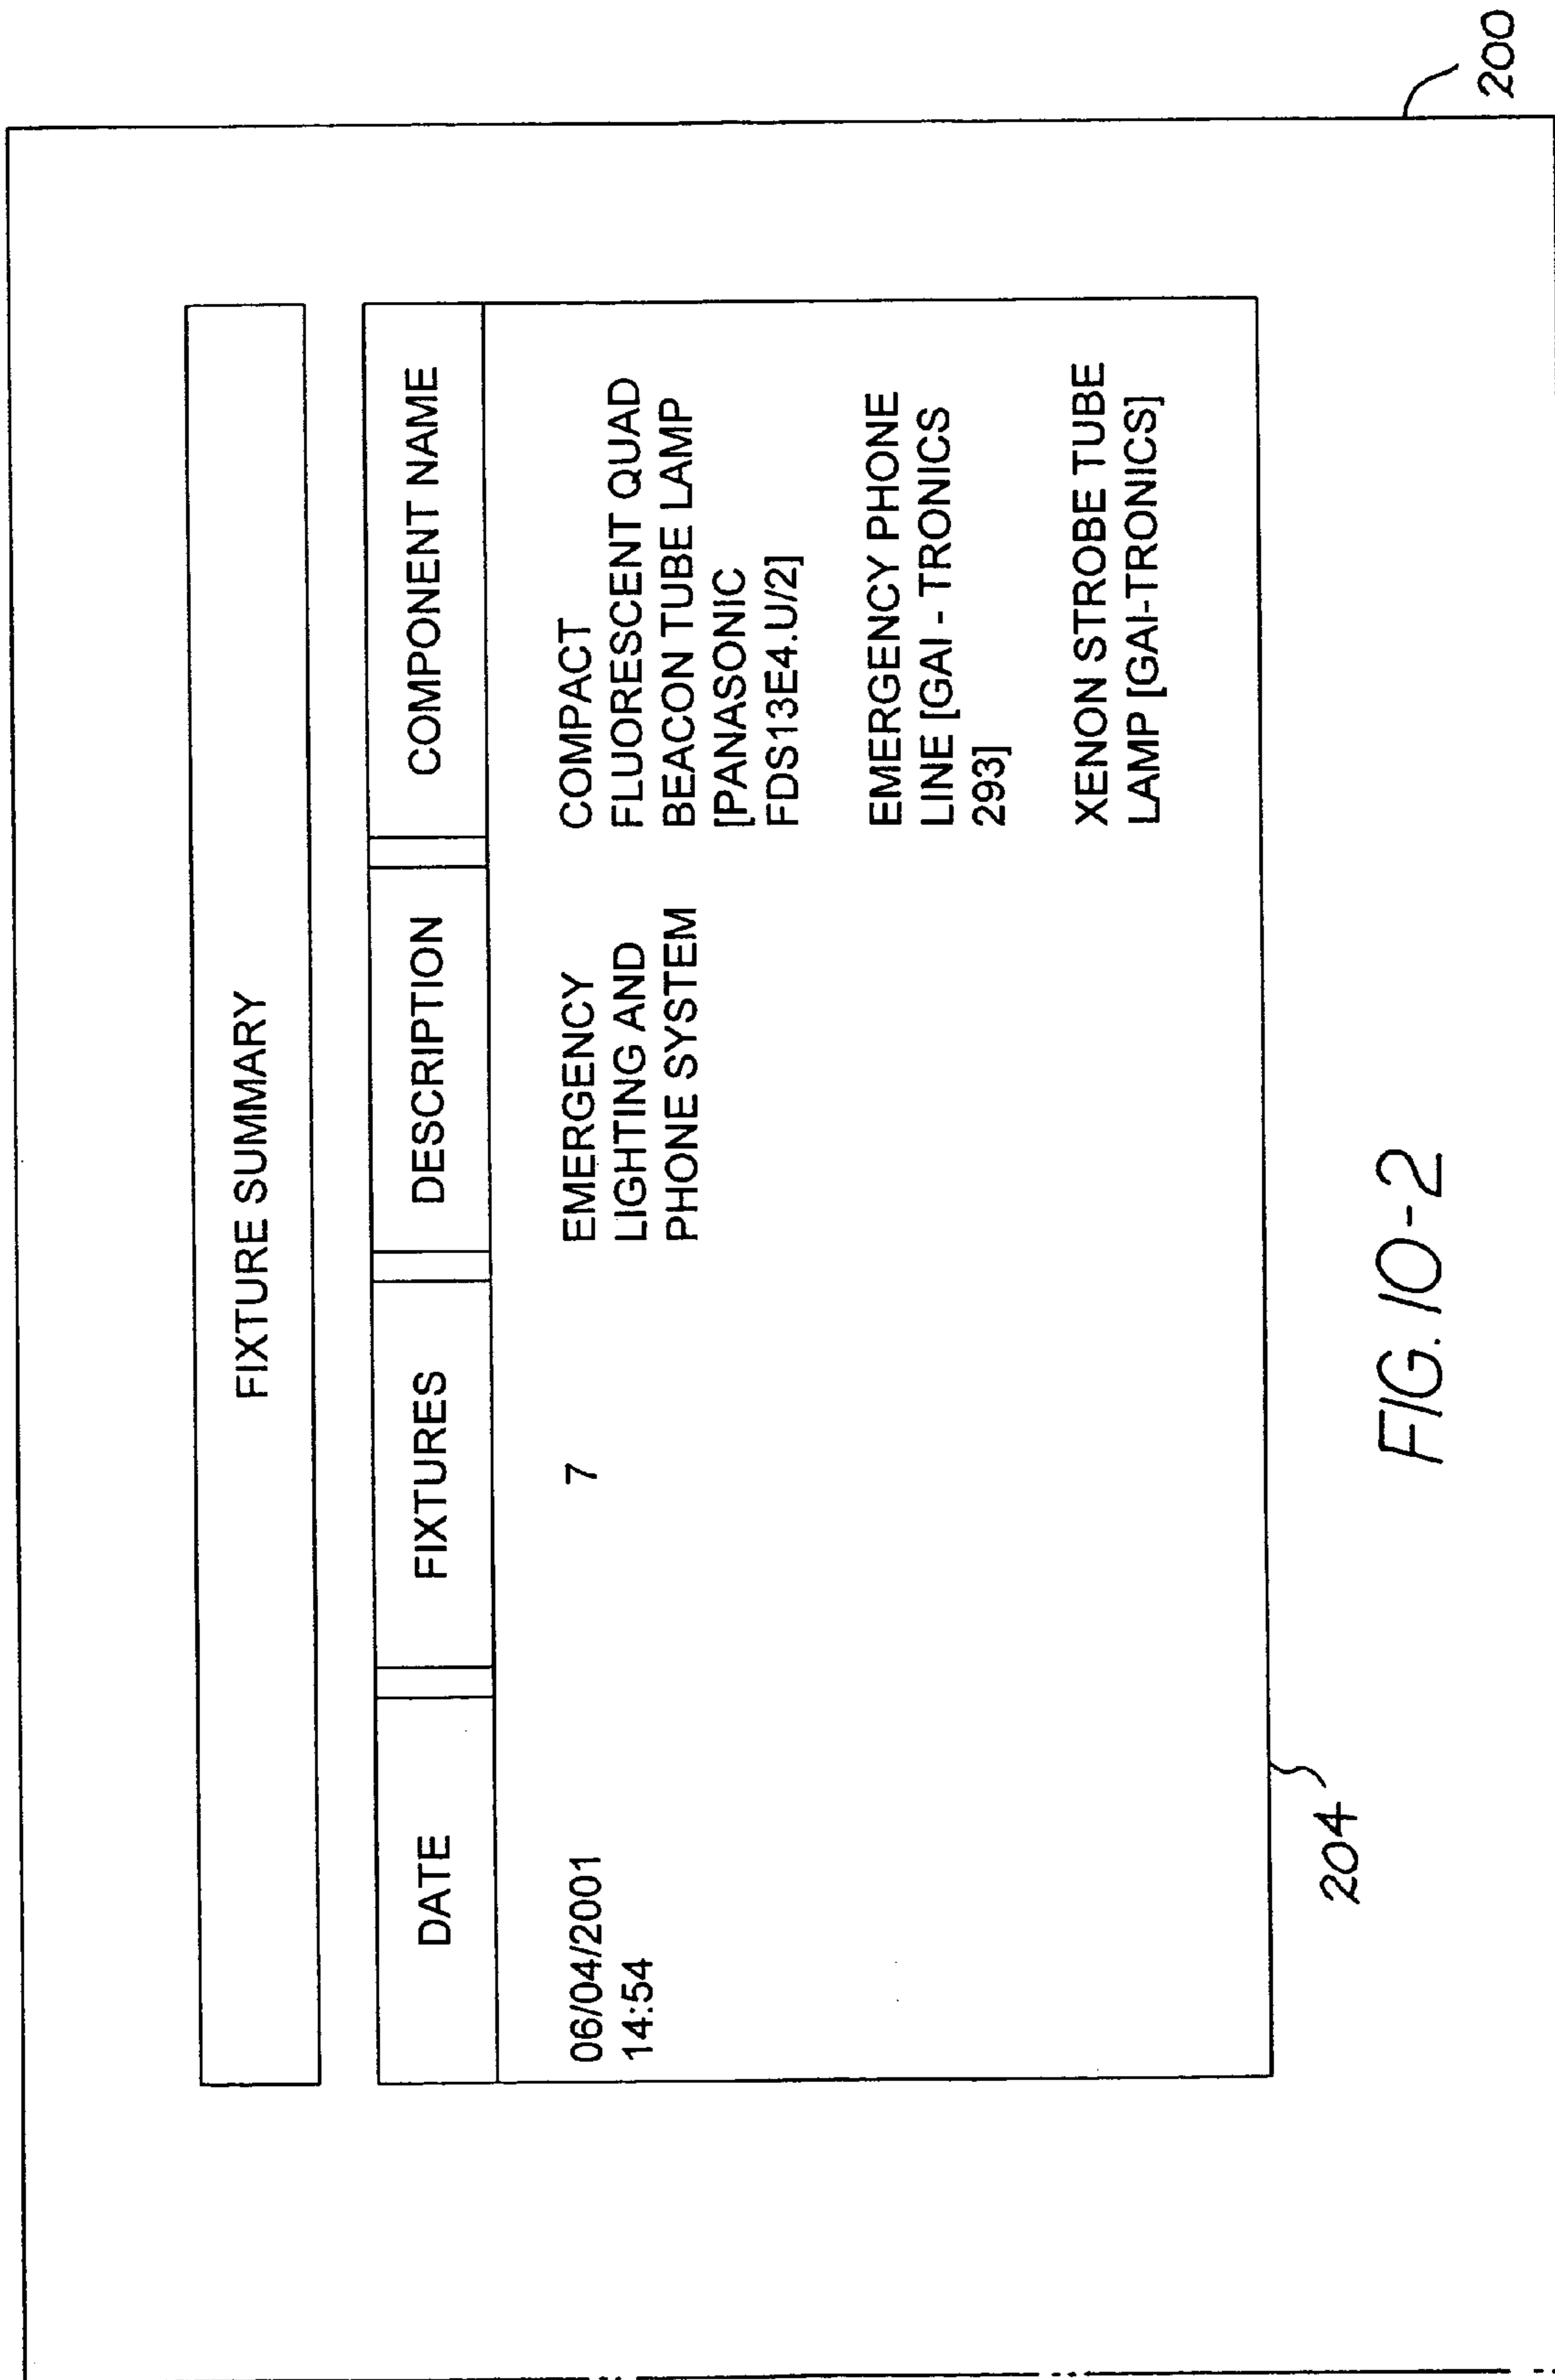 FIXTURE SUMMARY
DATE
FIXTURES
DESCRIPTION
COMPONENT NAME
06/04/2001
14:54
7
EMERGENCY
LIGHTING AND
PHONE SYSTEM
COMPACT
FLUORESCENT QUAD
BEACON TUBE LAMP
[PANASONIC
FDS13E4.U/2]
EMERGENCY PHONE
LINE [GAI - TRONICS
293]
XENON STROBE TUBE
LAMP [GAI-TRONICS]
204
200
FIG. 10-2